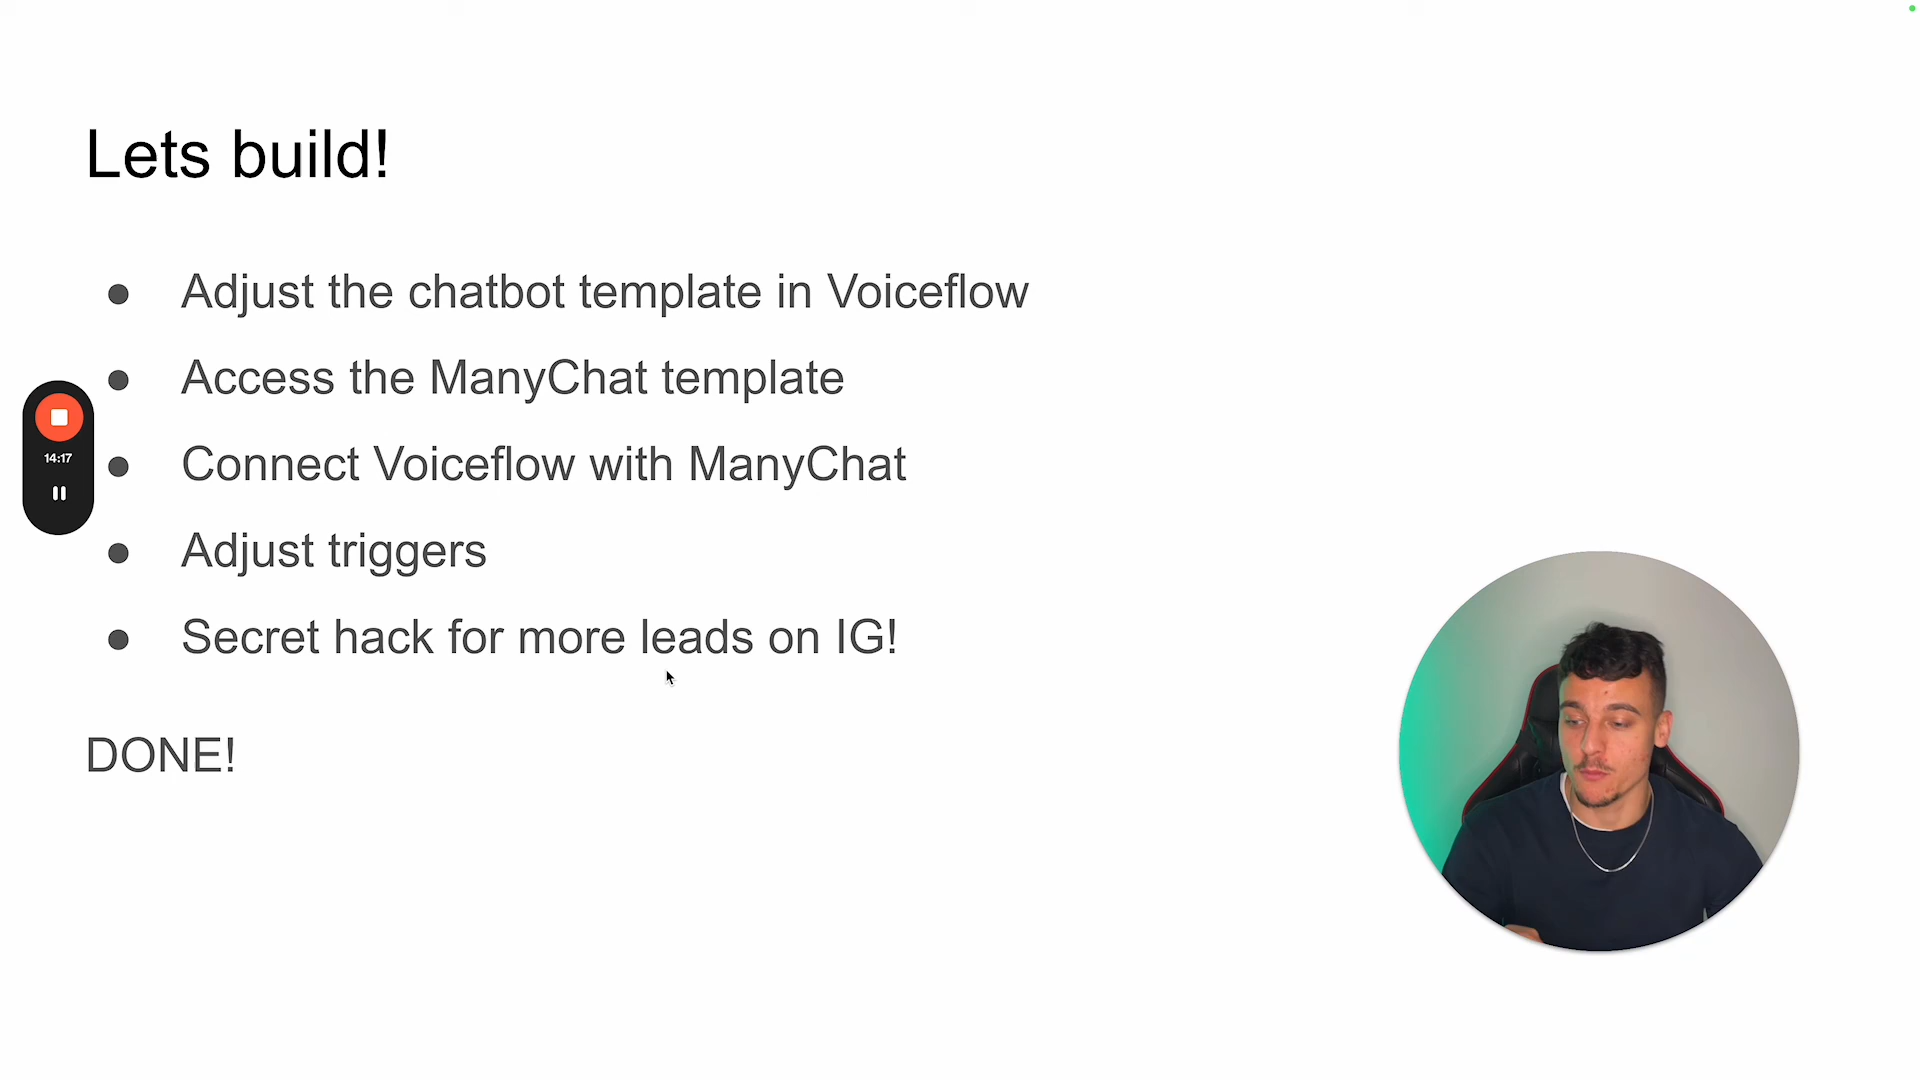 Lets build!
● Adjust the chatbot template in Voiceflow
● Access the ManyChat template
● Connect Voiceflow with ManyChat
● Adjust triggers
● Secret hack for more leads on IG!
DONE!
14:17